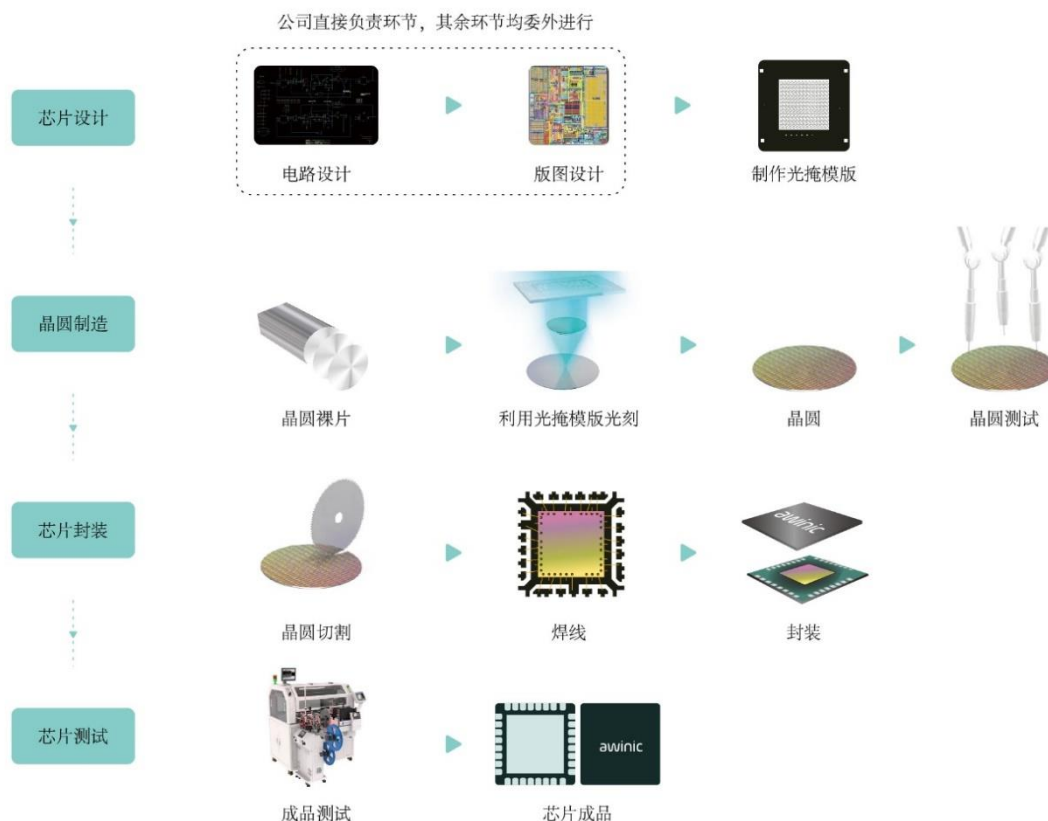 公司直接负责环节，其余环节均委外进行
芯片设计
电路设计
版图设计
制作光掩模版
晶圆制造
晶圆裸片
利用光掩模版光刻
晶圆
晶圆测试
芯片封装
awinic
晶圆切割
焊线
封装
芯片测试
awinic
成品测试
芯片成品